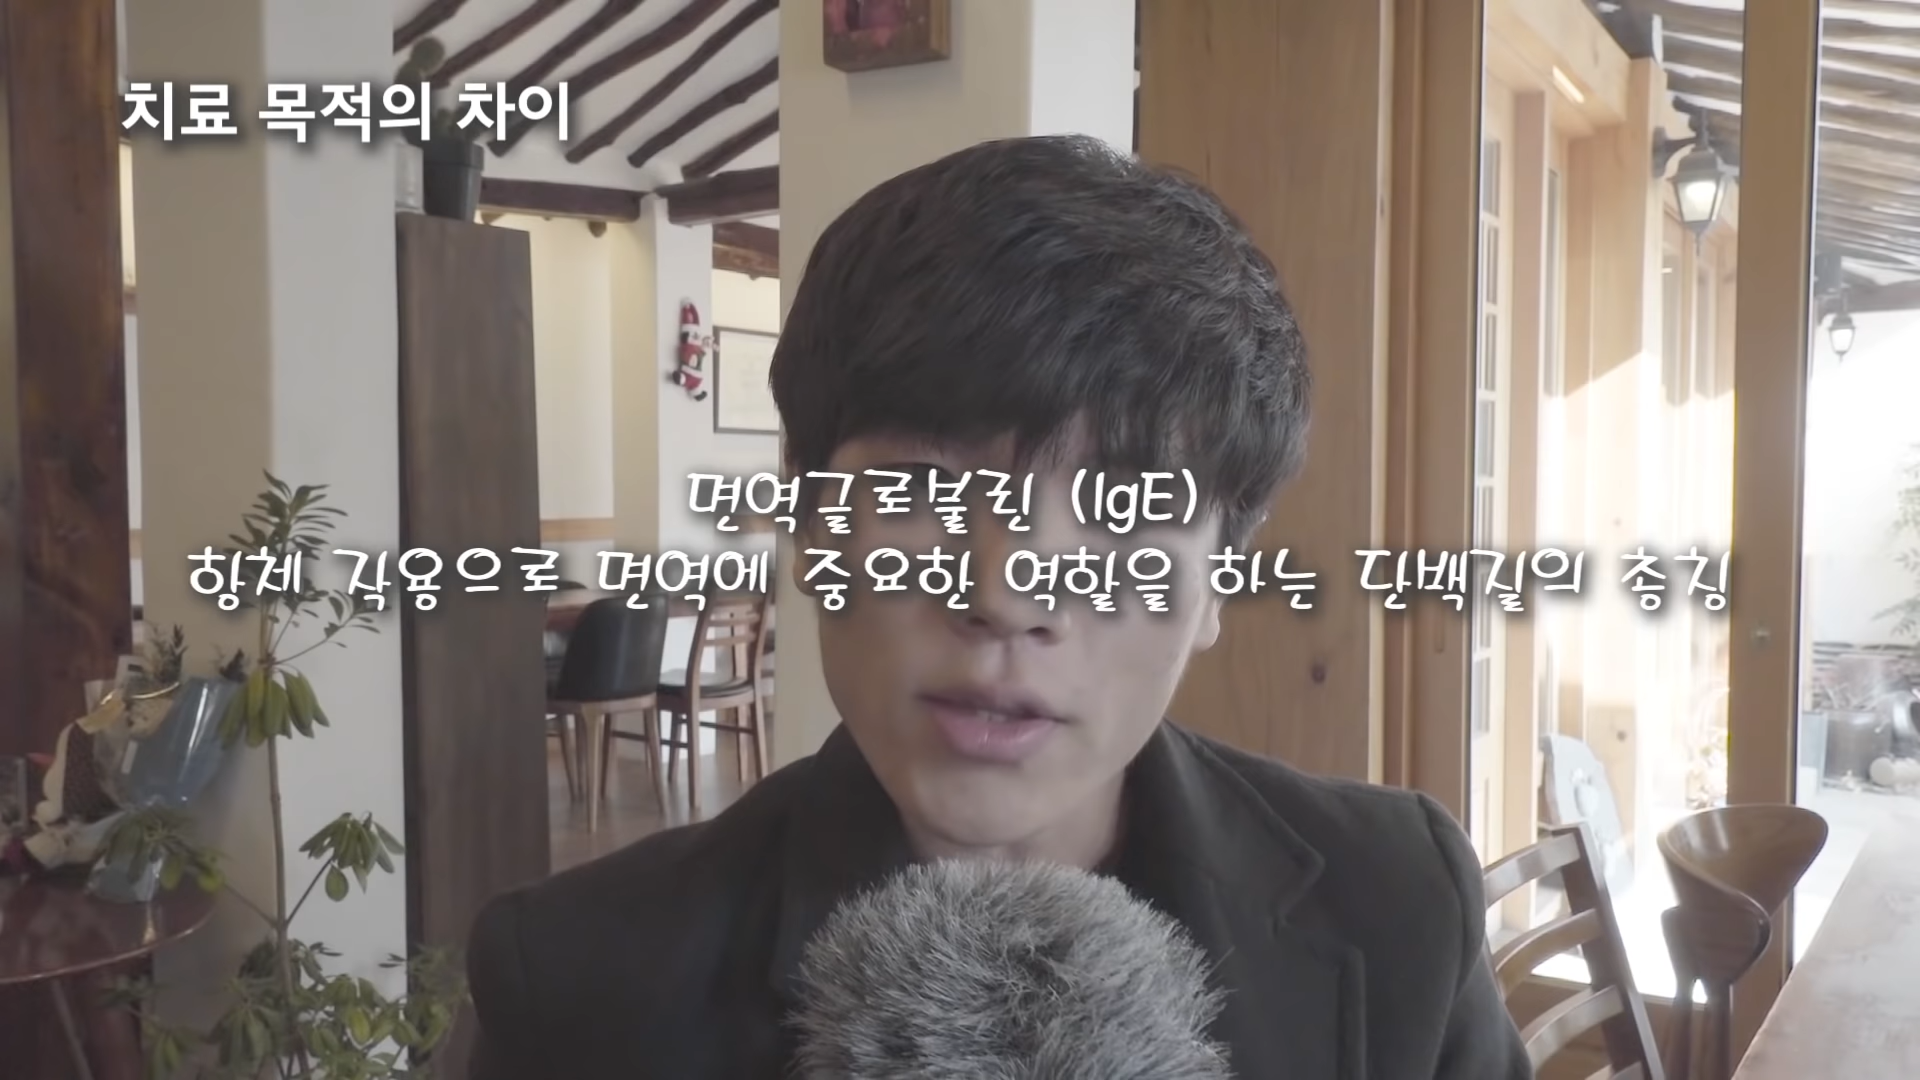 치료 목적의 차이
면역글로불린 (IgE)
항체 작용으로 면역에 중요한 역할을 하는 단백질의 총칭